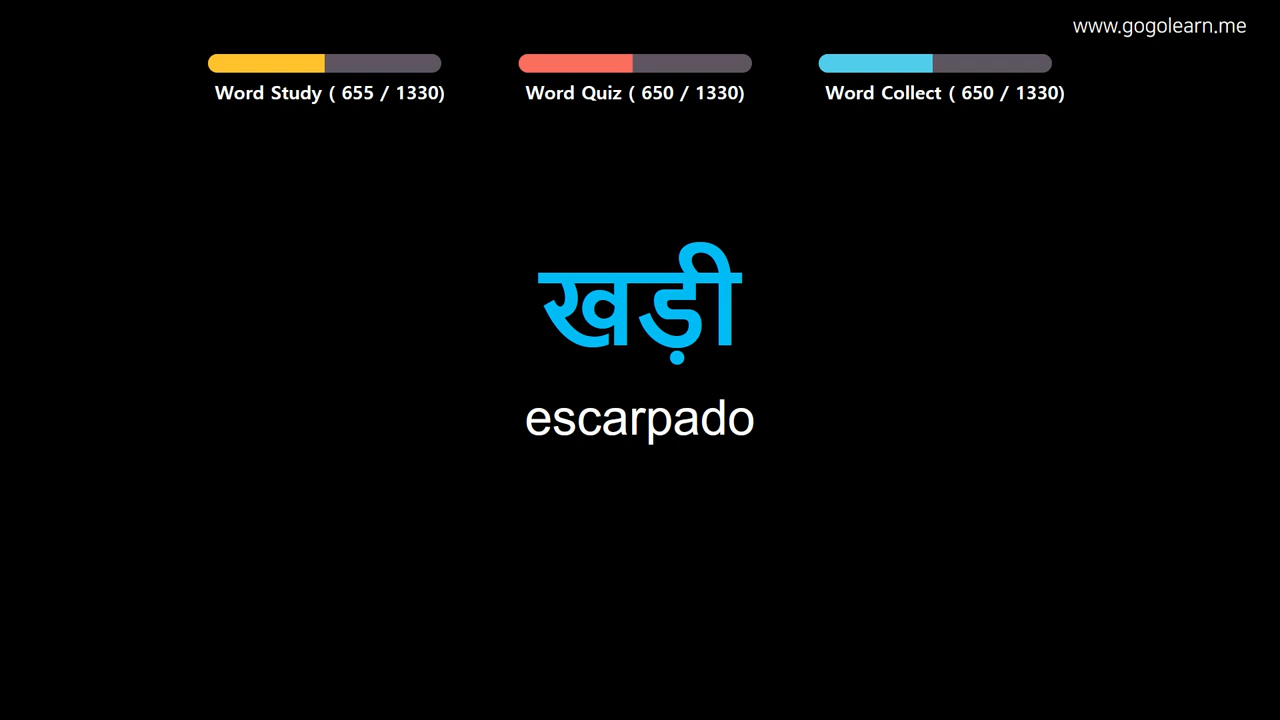 www.gogolearn.me
Word Study ( 655 / 1330)
Word Quiz ( 650 / 1330)
Word Collect ( 650 / 1330)
खड़ी
escarpado